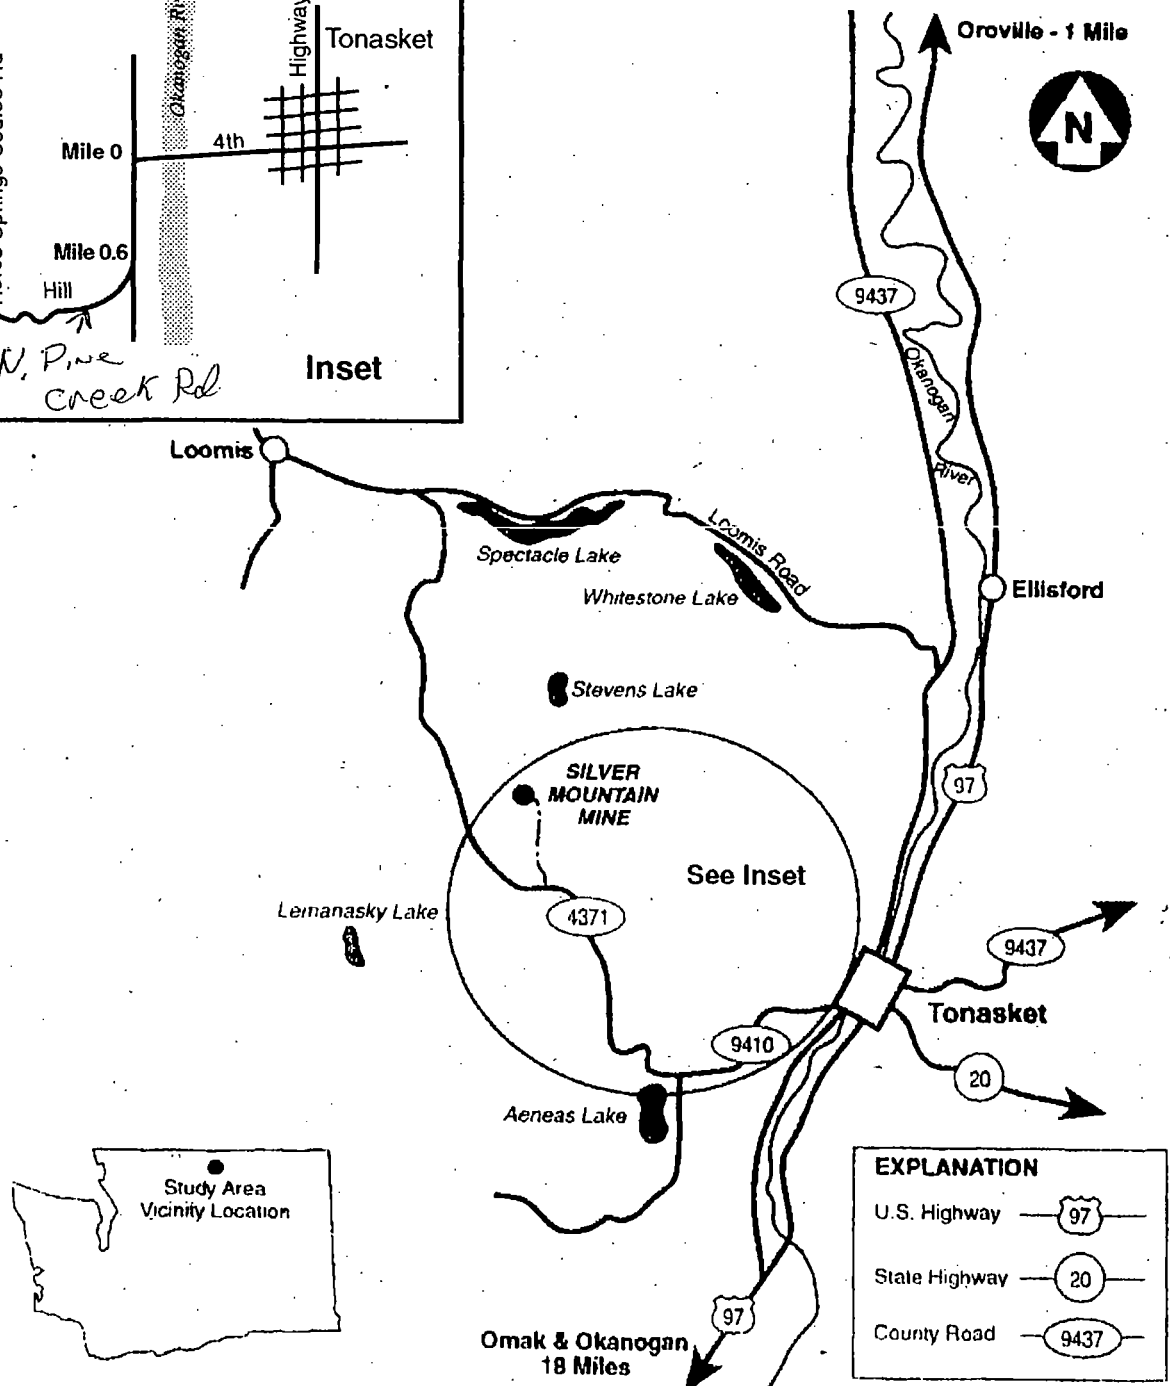 Highway
Tonasket
Mile 0
4th
Mile 0.6
Hill
N. Pine
Creek Rd
Inset
Oroville - 1 Mile
N
9437
Okanogan
River
Loomis
Spectacle Lake
Loomis Road
Whitestone Lake
Ellisford
Stevens Lake
SILVER
MOUNTAIN
MINE
97
See Inset
Lemanasky Lake
4371
9437
Tonasket
9410
20
Aeneas Lake
Study Area
Vicinity Location
EXPLANATION
U.S. Highway 97
State Highway 20
County Road 9437
97
Omak & Okanogan
18 Miles